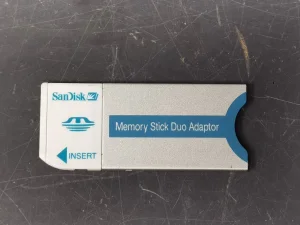 SanDisk
Memory Stick Duo Adaptor
INSERT